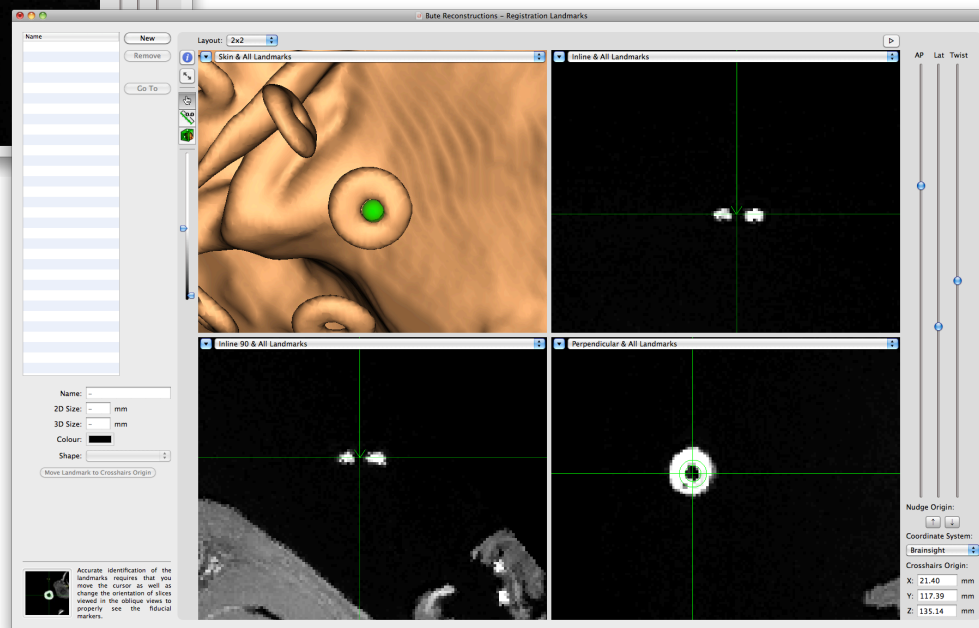 Bute Reconstructions – Registration Landmarks
Name
New
Remove
Go To
Layout: 2x2
Skin & All Landmarks
Inline & All Landmarks
Inline 90 & All Landmarks
Perpendicular & All Landmarks
AP Lat Twist
Name: –
2D Size: – mm
3D Size: – mm
Colour:
Shape:
Move Landmark to Crosshairs Origin
Accurate identification of the
landmarks requires that you
move the cursor as well as
change the orientation of slices
viewed in the oblique views to
properly see the fiducial
markers.
Nudge Origin:
Coordinate System:
Brainsight
Crosshairs Origin:
X: 21.40 mm
Y: 117.39 mm
Z: 135.14 mm